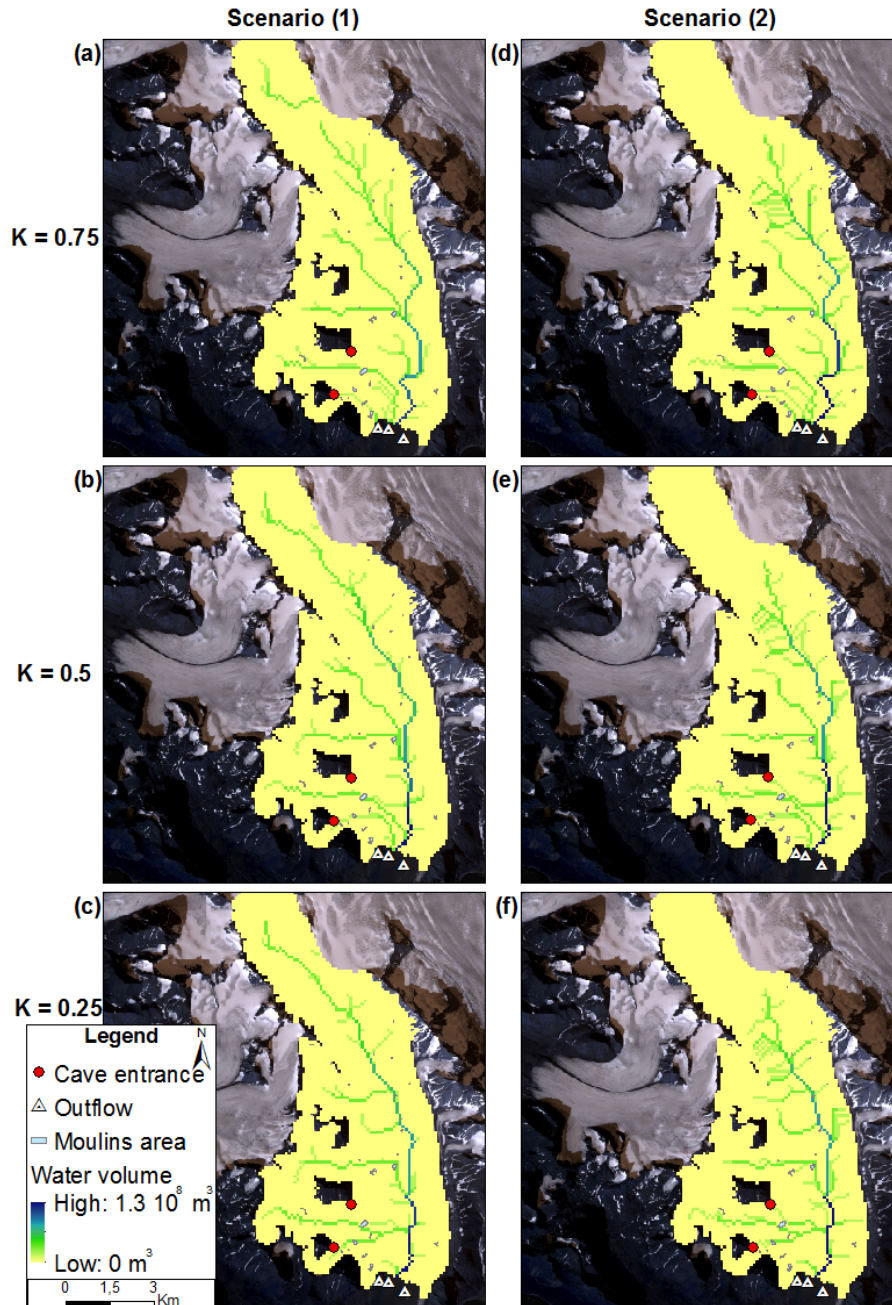 Scenario (1)
Scenario (2)
(a)
(d)
K = 0.75
(b)
(e)
K = 0.5
(c)
(f)
K = 0.25
Legend
N
Cave entrance
Outflow
Moulins area
Water volume
High: 1.3 10⁸ m³
Low: 0 m³
0 1,5 3
Km